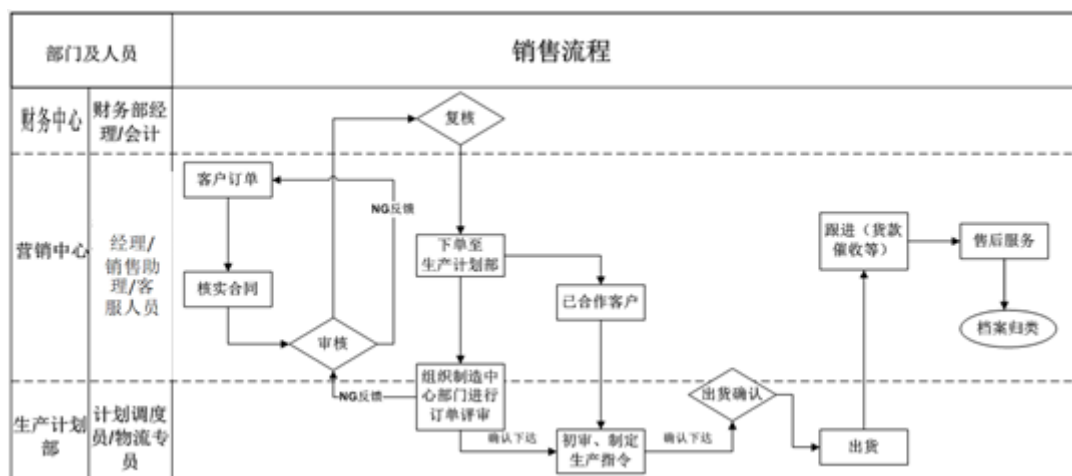 部门及人员
销售流程
财务中心
财务部经
理/会计
复核
营销中心
经理/
销售助
理/客
服人员
客户订单
NG反馈
核实合同
审核
下单至
生产计划部
已合作客户
跟进（货款
催收等）
售后服务
档案归类
组织制造中
心部门进行
订单评审
NG反馈
生产计划
部
计划调度
员/物流专
员
确认下达
初审、制定
生产指令
确认下达
出货确认
出货